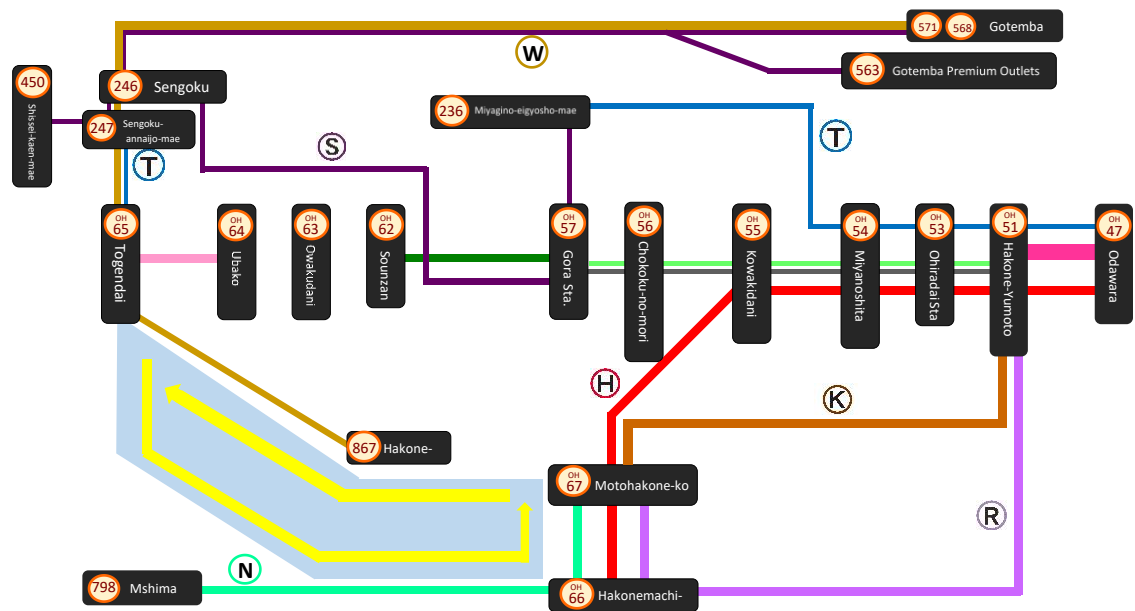 571 568 Gotemba
W
563 Gotemba Premium Outlets
450
Shissei-kaen-mae
246 Sengoku
247 Sengoku-
annaijo-mae
236 Miyagino-eigyosho-mae
T
S
T
OH
65
Togendai
OH
64
Ubako
OH
63
Owakudani
OH
62
Sounzan
OH
57
Gora Sta.
OH
56
Chokoku-no-mori
OH
55
Kowakidani
OH
54
Miyanoshita
OH
53
Ohiradai Sta
OH
51
Hakone-Yumoto
OH
47
Odawara
H
K
867 Hakone-
OH
67
Motohakone-ko
R
N
798 Mshima
OH
66
Hakonemachi-